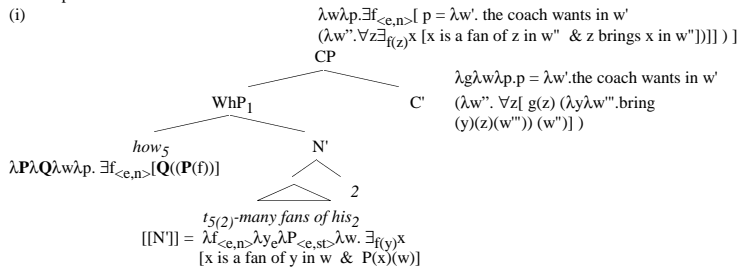 (i) λwλp.∃f<e,n>[ p = λw'. the coach wants in w'
(λw”.∀z∃f(z)x [x is a fan of z in w" & z brings x in w"])]] ) ]
CP
λgλwλp.p = λw'.the coach wants in w'
WhP1 C' (λw”. ∀z[ g(z) (λyλw'".bring
(y)(z)(w'")) (w")] )
how5 N'
λPλQλwλp. ∃f<e,n>[Q((P(f))]
2
t5(2)-many fans of his2
[[N']] = λf<e,n>λyeλP<e,st>λw. ∃f(y)x
[x is a fan of y in w & P(x)(w)]